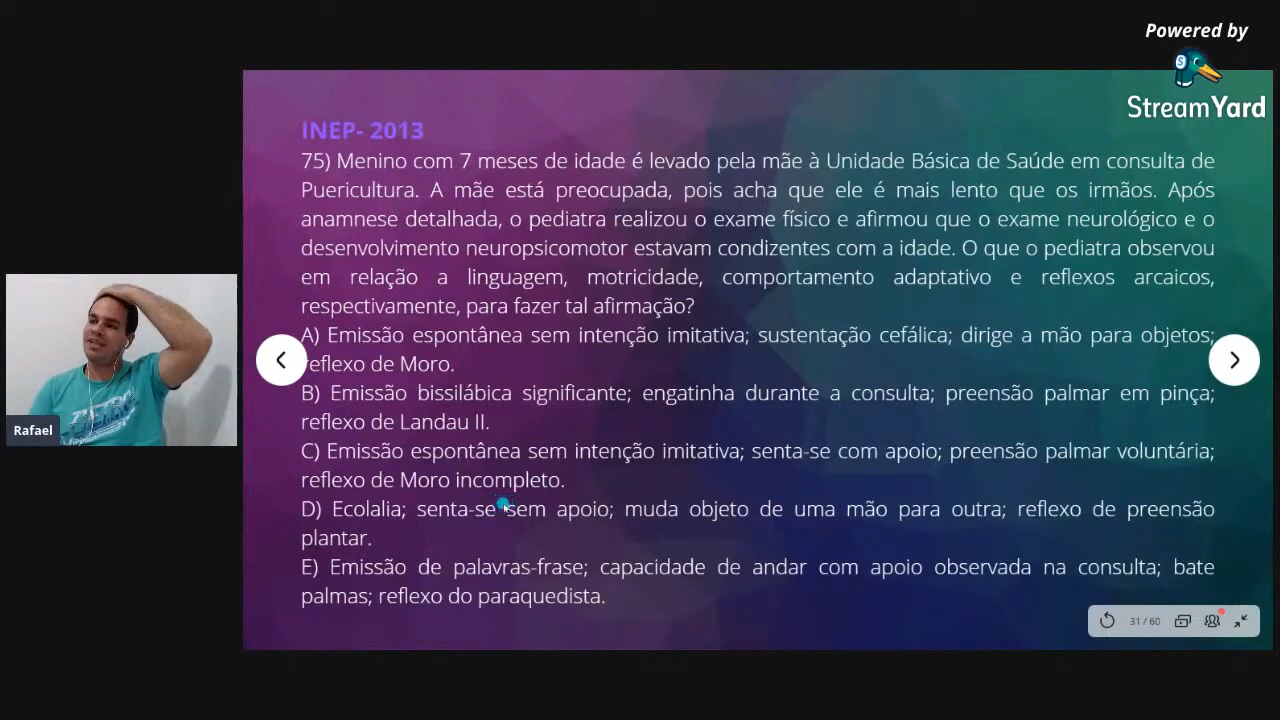 Powered by
StreamYard
INEP- 2013
75) Menino com 7 meses de idade é levado pela mãe à Unidade Básica de Saúde em consulta de
Puericultura. A mãe está preocupada, pois acha que ele é mais lento que os irmãos. Após
anamnese detalhada, o pediatra realizou o exame físico e afirmou que o exame neurológico e o
desenvolvimento neuropsicomotor estavam condizentes com a idade. O que o pediatra observou
em relação a linguagem, motricidade, comportamento adaptativo e reflexos arcaicos,
respectivamente, para fazer tal afirmação?
A) Emissão espontânea sem intenção imitativa; sustentação cefálica; dirige a mão para objetos;
reflexo de Moro.
B) Emissão bissilábica significante; engatinha durante a consulta; preensão palmar em pinça;
reflexo de Landau II.
C) Emissão espontânea sem intenção imitativa; senta-se com apoio; preensão palmar voluntária;
reflexo de Moro incompleto.
D) Ecolalia; senta-se sem apoio; muda objeto de uma mão para outra; reflexo de preensão
plantar.
E) Emissão de palavras-frase; capacidade de andar com apoio observada na consulta; bate
palmas; reflexo do paraquedista.
Rafael
31 / 60